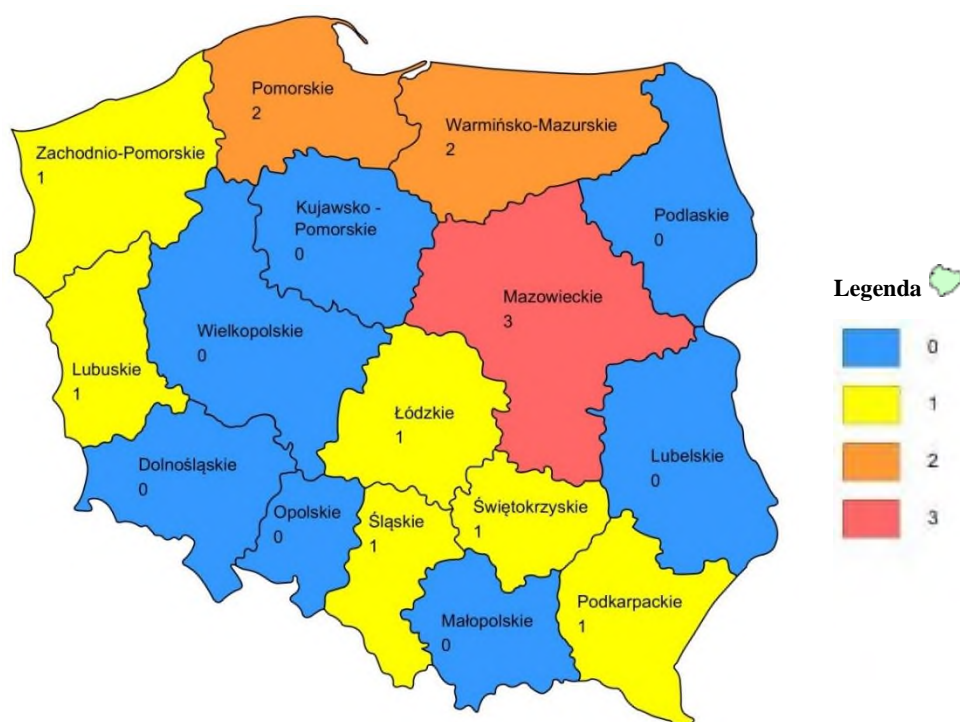 Pomorskie
2
Warmińsko-Mazurskie
2
Zachodnio-Pomorskie
1
Kujawsko -
Pomorskie
0
Podlaskie
0
Mazowieckie
3
Wielkopolskie
0
Lubuskie
1
Łódzkie
1
Dolnośląskie
0
Lubelskie
0
Opolskie
0
Śląskie
1
Świętokrzyskie
1
Małopolskie
0
Podkarpackie
1
Legenda
0
1
2
3